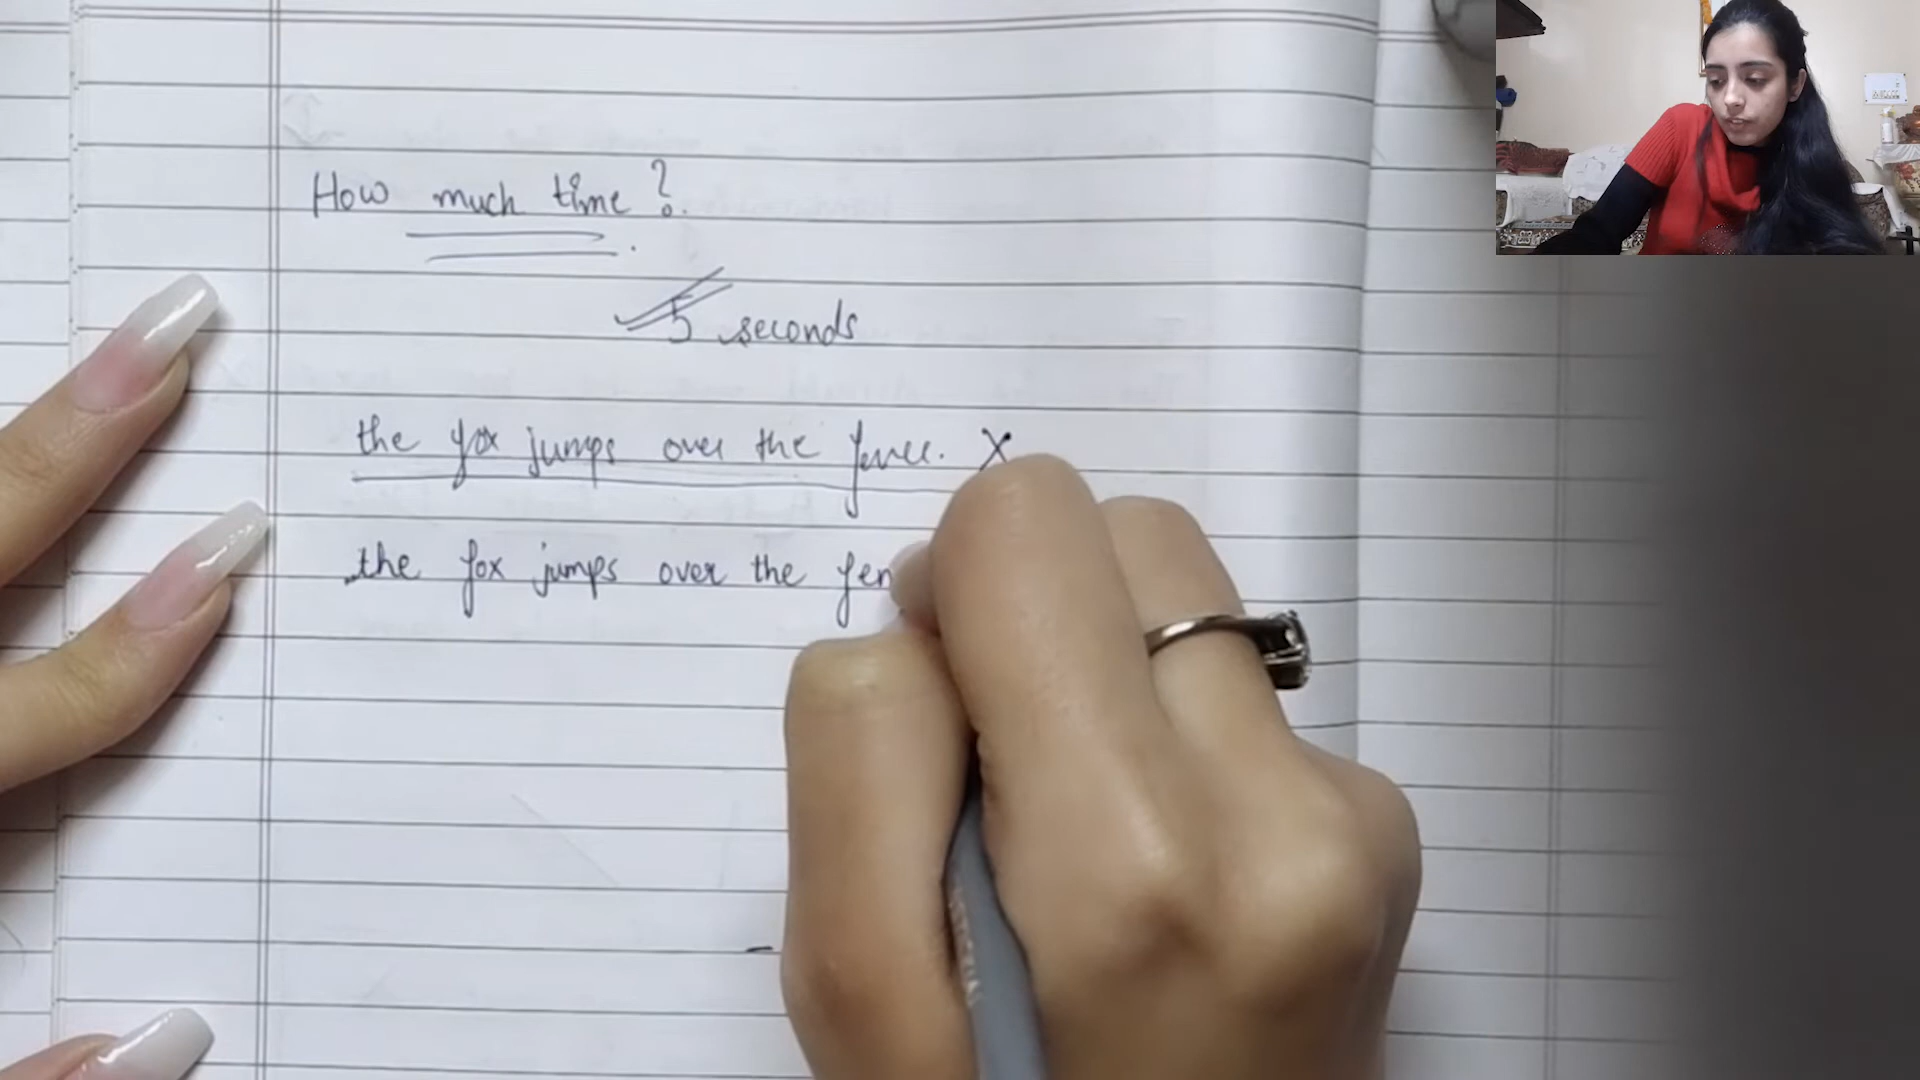 How much time?
5 seconds
the fox jumps over the fence. X
the fox jumps over the fen